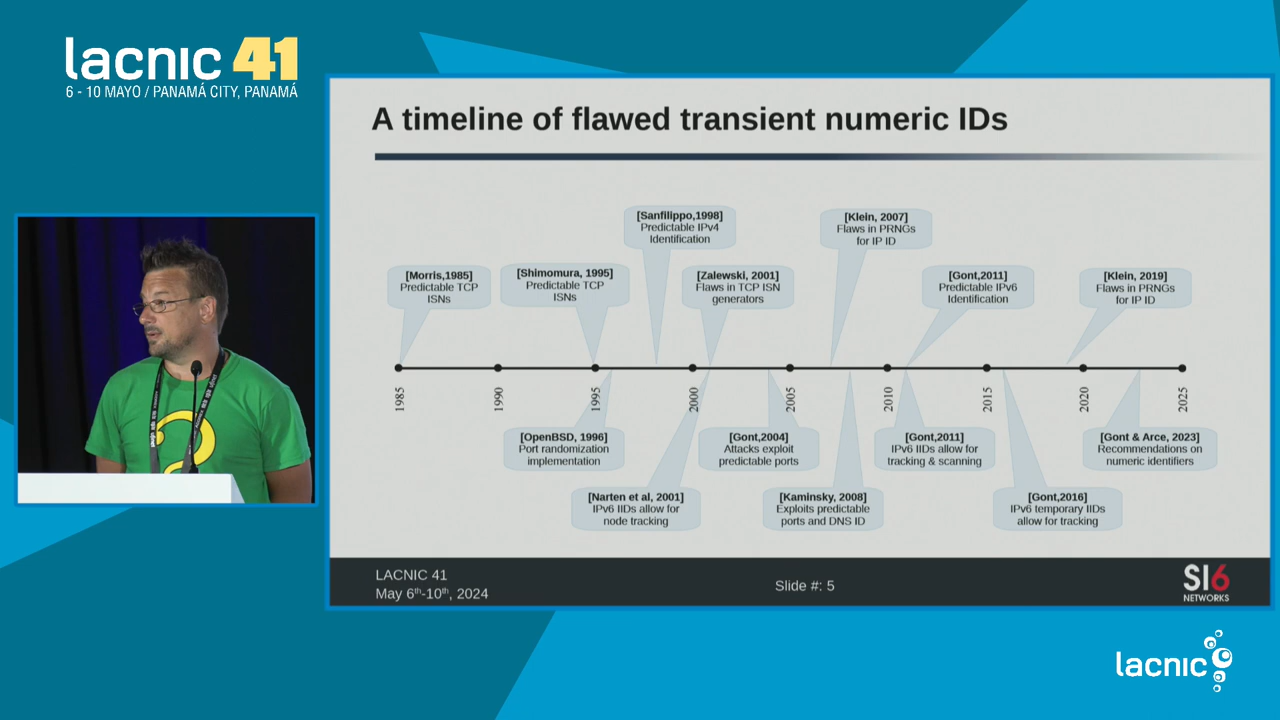 lacnic 41
6 - 10 MAYO / PANAMÁ CITY, PANAMÁ
A timeline of flawed transient numeric IDs
[Sanfilippo,1998]
Predictable IPv4
Identification
[Klein, 2007]
Flaws in PRNGs
for IP ID
[Morris,1985]
Predictable TCP
ISNs
[Shimomura, 1995]
Predictable TCP
ISNs
[Zalewski, 2001]
Flaws in TCP ISN
generators
[Gont,2011]
Predictable IPv6
Identification
[Klein, 2019]
Flaws in PRNGs
for IP ID
1985
1990
1995
2000
2005
2010
2015
2020
2025
[OpenBSD, 1996]
Port randomization
implementation
[Gont,2004]
Attacks exploit
predictable ports
[Gont,2011]
IPv6 IIDs allow for
tracking & scanning
[Gont & Arce, 2023]
Recommendations on
numeric identifiers
[Narten et al, 2001]
IPv6 IIDs allow for
node tracking
[Kaminsky, 2008]
Exploits predictable
ports and DNS ID
[Gont,2016]
IPv6 temporary IIDs
allow for tracking
LACNIC 41
May 6th-10th, 2024
Slide #: 5
SI6
NETWORKS
lacnic